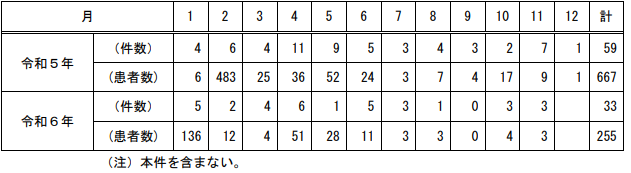 月 1 2 3 4 5 6 7 8 9 10 11 12 計
令和5年 (件数) 4 6 4 11 9 5 3 4 3 2 7 1 59
(患者数) 6 483 25 36 52 24 3 7 4 17 9 1 667
令和6年 (件数) 5 2 4 6 1 5 3 1 0 3 3 33
(患者数) 136 12 4 51 28 11 3 3 0 4 3 255
(注)本件を含まない。